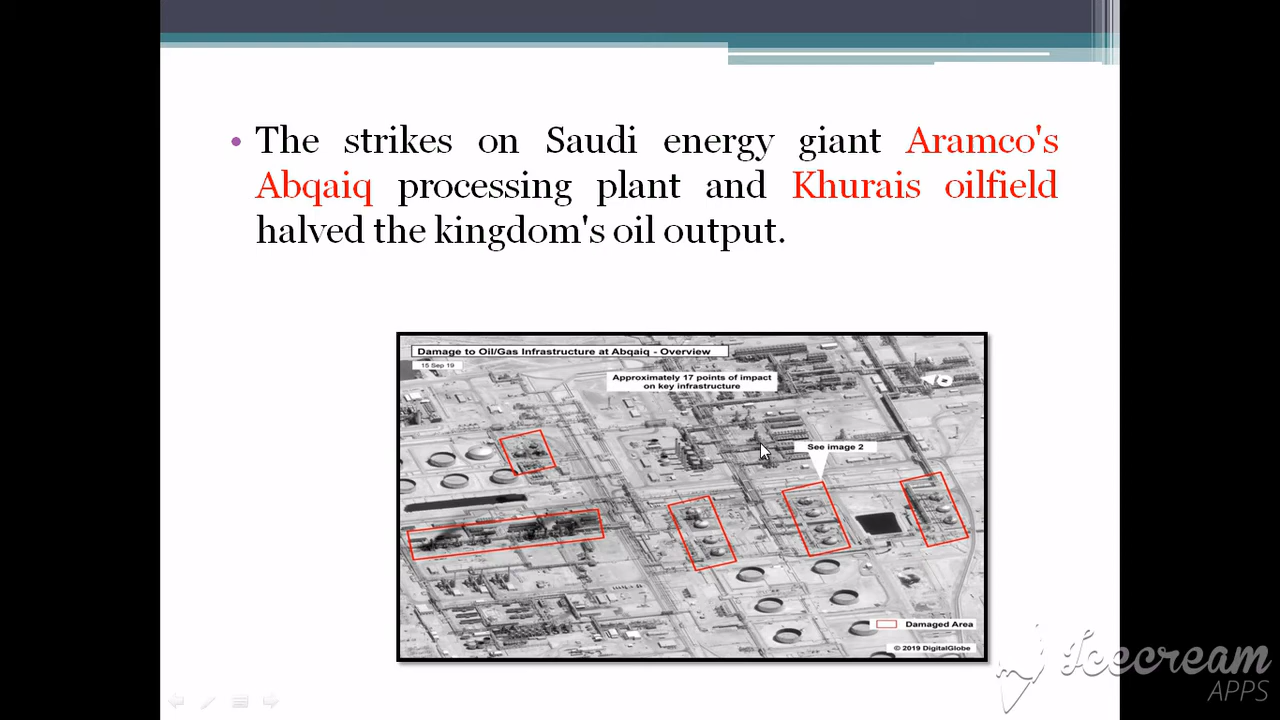 • The strikes on Saudi energy giant Aramco's
Abqaiq processing plant and Khurais oilfield
halved the kingdom's oil output.
Damage to Oil/Gas Infrastructure at Abqaiq - Overview
15 Sep 19
Approximately 17 points of impact
on key infrastructure
See image 2
Damaged Area
© 2019 DigitalGlobe
Icecream
APPS